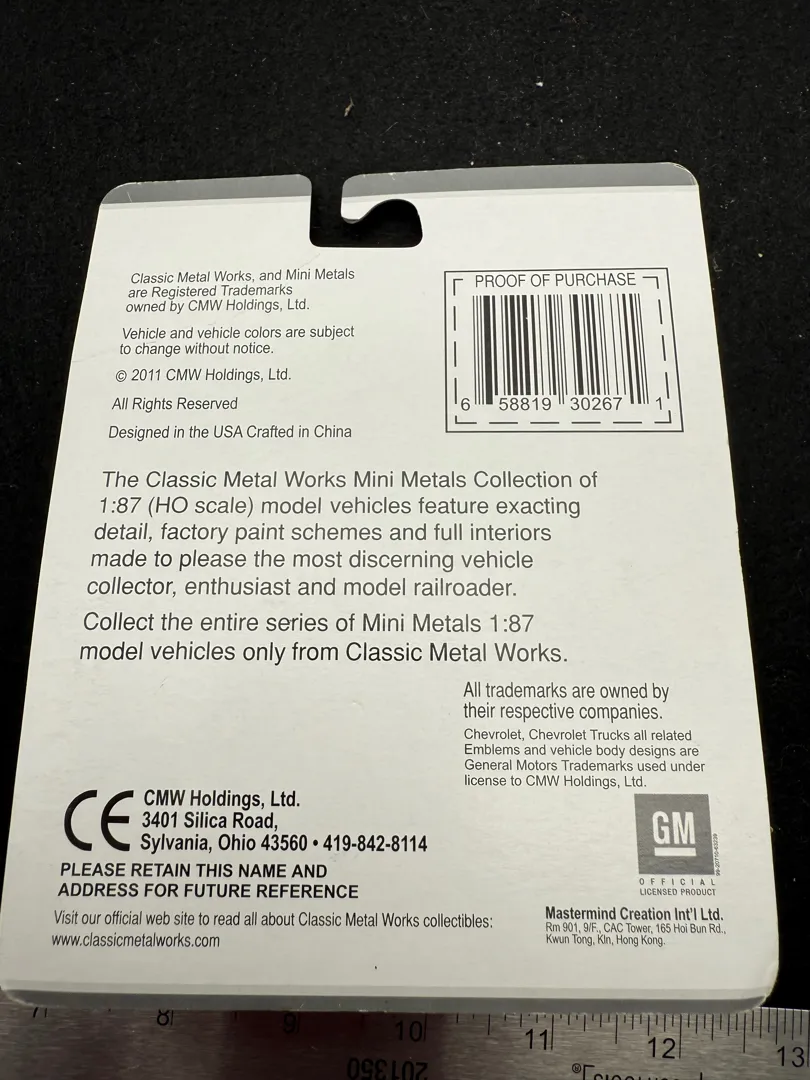 Classic Metal Works, and Mini Metals
are Registered Trademarks
owned by CMW Holdings, Ltd.
Vehicle and vehicle colors are subject
to change without notice.
© 2011 CMW Holdings, Ltd.
All Rights Reserved
Designed in the USA Crafted in China
PROOF OF PURCHASE
6 58819 30267 1
The Classic Metal Works Mini Metals Collection of
1:87 (HO scale) model vehicles feature exacting
detail, factory paint schemes and full interiors
made to please the most discerning vehicle
collector, enthusiast and model railroader.
Collect the entire series of Mini Metals 1:87
model vehicles only from Classic Metal Works.
All trademarks are owned by
their respective companies.
Chevrolet, Chevrolet Trucks all related
Emblems and vehicle body designs are
General Motors Trademarks used under
license to CMW Holdings, Ltd.
CE
CMW Holdings, Ltd.
3401 Silica Road,
Sylvania, Ohio 43560 • 419-842-8114
PLEASE RETAIN THIS NAME AND
ADDRESS FOR FUTURE REFERENCE
Visit our official web site to read all about Classic Metal Works collectibles:
www.classicmetalworks.com
GM
OFFICIAL
LICENSED PRODUCT
Mastermind Creation Int'l Ltd.
Rm 901, 9/F., CAC Tower, 165 Hoi Bun Rd.,
Kwun Tong, Kln, Hong Kong.
7 8 9 10 11 12 13
201350